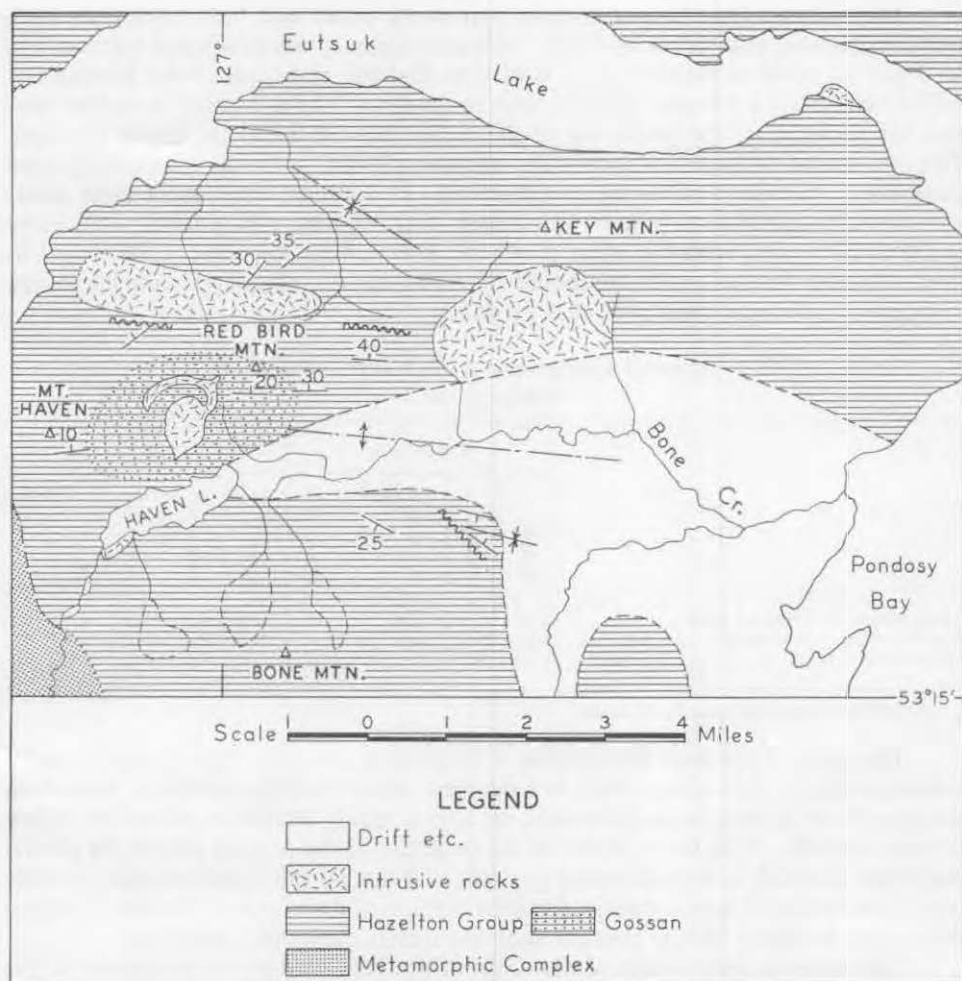 127°
Eutsuk
Lake
KEY MTN.
35
30
RED BIRD
MTN.
40
20
30
MT.
HAVEN
10
HAVEN L.
25
Bone
Cr.
Pondosy
Bay
BONE MTN.
53°15'
Scale 1 0 1 2 3 4 Miles
LEGEND
Drift etc.
Intrusive rocks
Hazelton Group Gossan
Metamorphic Complex